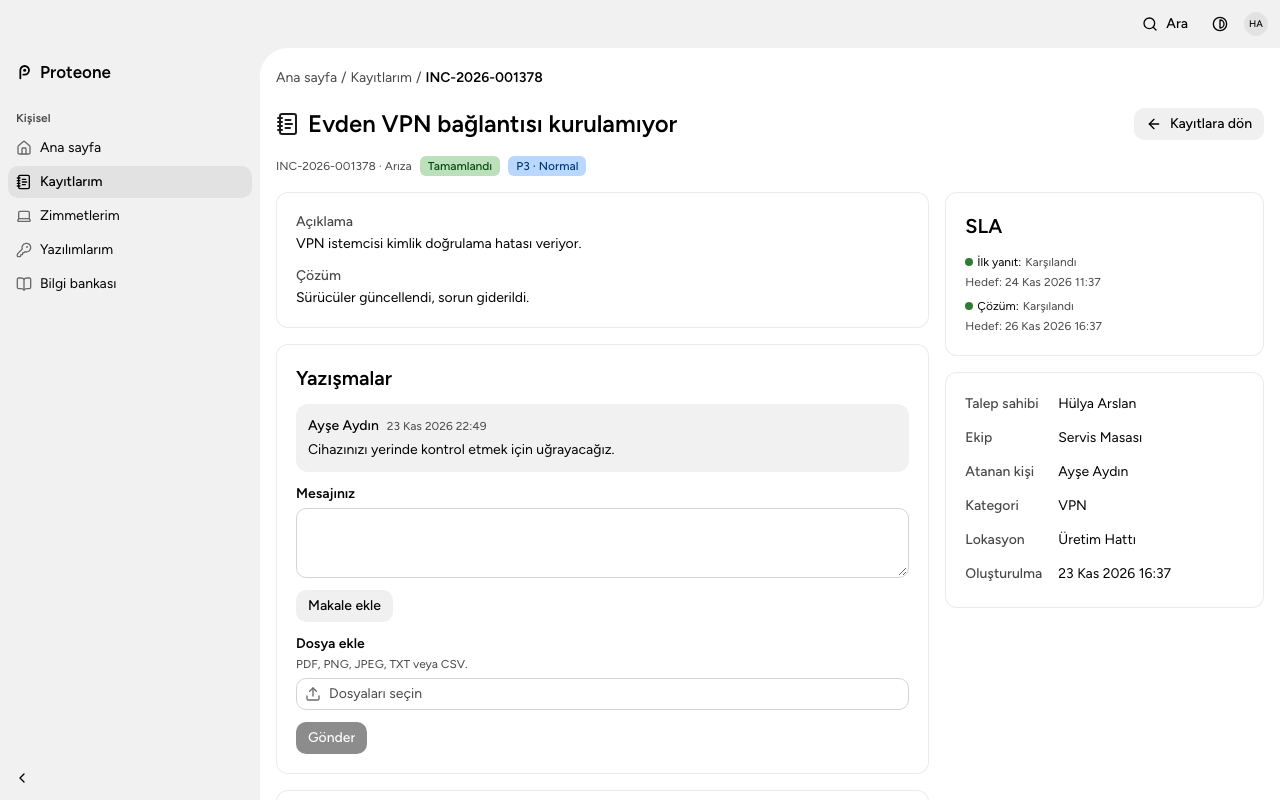 Ara
HA
Proteone
Kişisel
Ana sayfa
Kayıtlarım
Zimmetlerim
Yazılımlarım
Bilgi bankası
Ana sayfa / Kayıtlarım / INC-2026-001378
Evden VPN bağlantısı kurulamıyor
Kayıtlara dön
INC-2026-001378 · Arıza Tamamlandı P3 · Normal
Açıklama
VPN istemcisi kimlik doğrulama hatası veriyor.
Çözüm
Sürücüler güncellendi, sorun giderildi.
Yazışmalar
Ayşe Aydın 23 Kas 2026 22:49
Cihazınızı yerinde kontrol etmek için uğrayacağız.
Mesajınız
Makale ekle
Dosya ekle
PDF, PNG, JPEG, TXT veya CSV.
Dosyaları seçin
Gönder
SLA
İlk yanıt: Karşılandı
Hedef: 24 Kas 2026 11:37
Çözüm: Karşılandı
Hedef: 26 Kas 2026 16:37
Talep sahibi Hülya Arslan
Ekip Servis Masası
Atanan kişi Ayşe Aydın
Kategori VPN
Lokasyon Üretim Hattı
Oluşturulma 23 Kas 2026 16:37